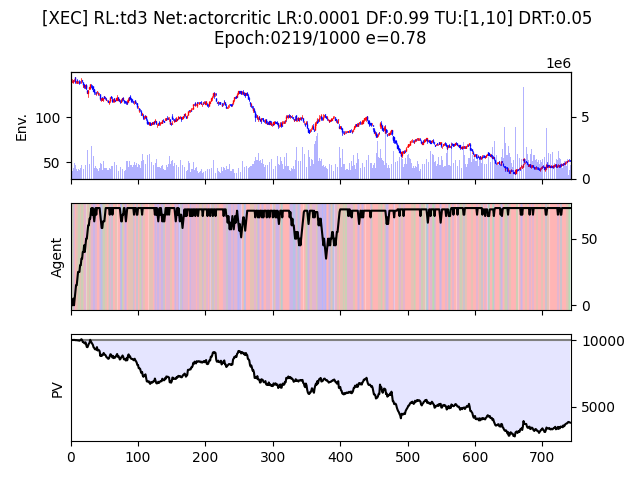 [XEC] RL:td3 Net:actorcritic LR:0.0001 DF:0.99 TU:[1,10] DRT:0.05
Epoch:0219/1000 e=0.78
1e6
Env.
100
50
5
0
Agent
50
0
PV
10000
5000
0 100 200 300 400 500 600 700